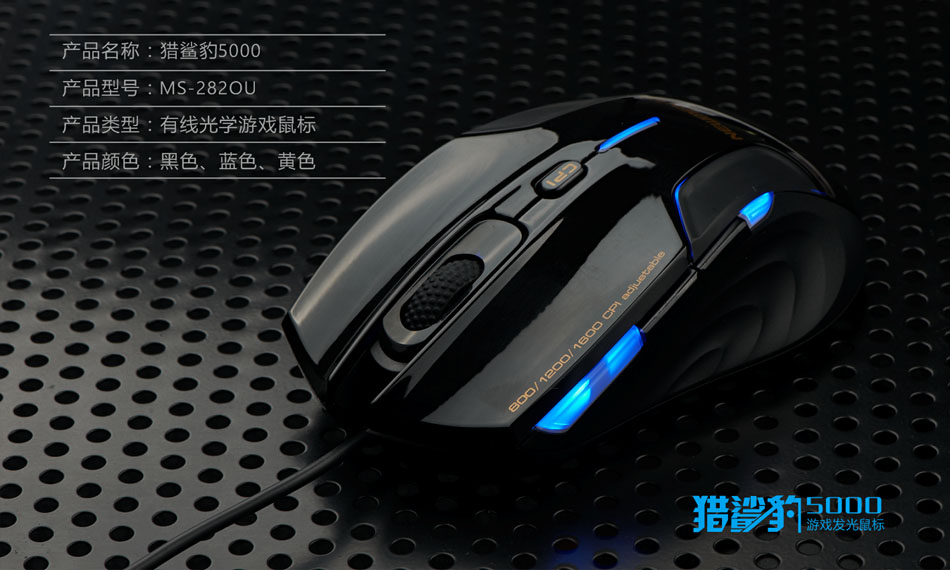 产品名称：猎鲨豹5000
产品型号：MS-282OU
产品类型：有线光学游戏鼠标
产品颜色：黑色、蓝色、黄色
CPI
800/1200/1600 CPI adjustable
猎鲨豹5000
游戏发光鼠标